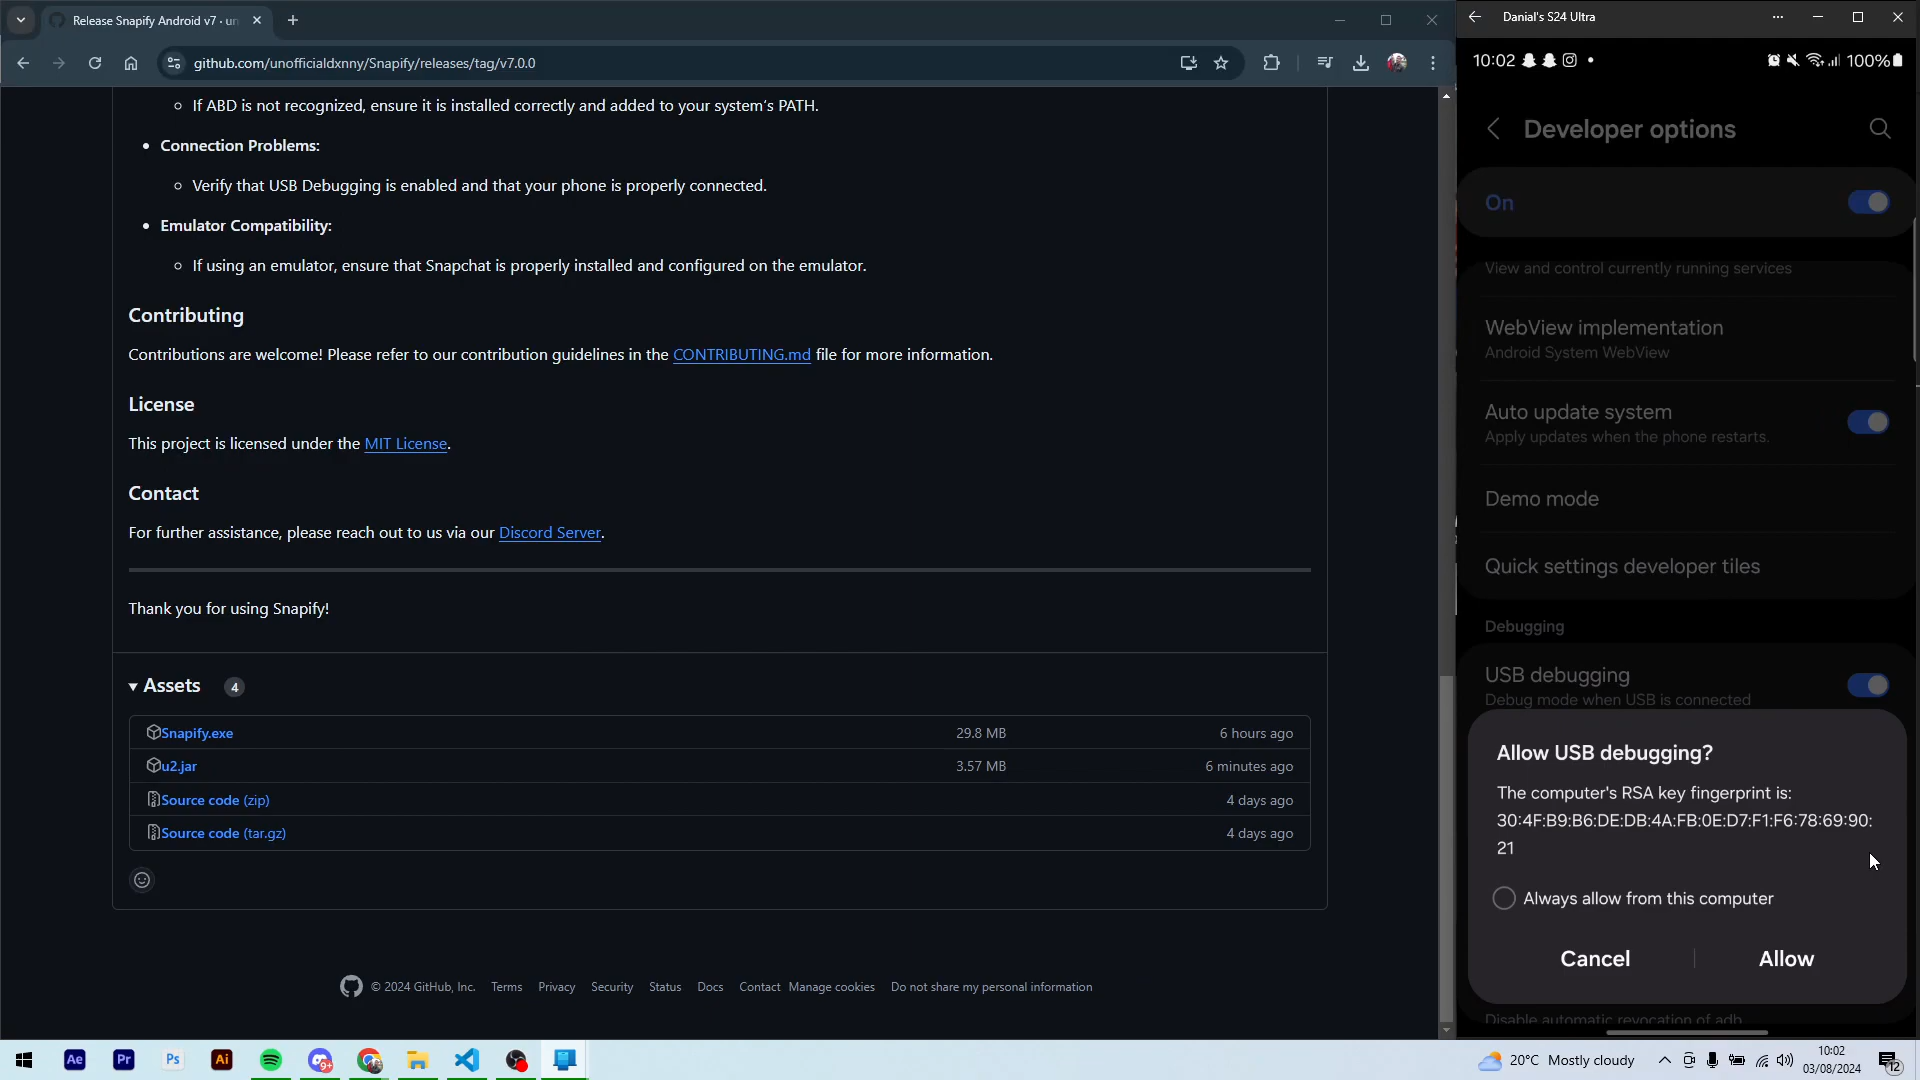 Release Snapify Android v7 · un
github.com/unofficialdxnny/Snapify/releases/tag/v7.0.0
If ABD is not recognized, ensure it is installed correctly and added to your system's PATH.
Connection Problems:
Verify that USB Debugging is enabled and that your phone is properly connected.
Emulator Compatibility:
If using an emulator, ensure that Snapchat is properly installed and configured on the emulator.
Contributing
Contributions are welcome! Please refer to our contribution guidelines in the CONTRIBUTING.md file for more information.
License
This project is licensed under the MIT License.
Contact
For further assistance, please reach out to us via our Discord Server.
Thank you for using Snapify!
Assets 4
Snapify.exe 29.8 MB 6 hours ago
u2.jar 3.57 MB 6 minutes ago
Source code (zip) 4 days ago
Source code (tar.gz) 4 days ago
© 2024 GitHub, Inc. Terms Privacy Security Status Docs Contact Manage cookies Do not share my personal information
Danial's S24 Ultra
10:02 100%
Developer options
On
View and control currently running services
WebView implementation
Android System WebView
Auto update system
Apply updates when the phone restarts.
Demo mode
Quick settings developer tiles
Debugging
USB debugging
Debug mode when USB is connected
Allow USB debugging?
The computer's RSA key fingerprint is:
30:4F:B9:B6:DE:DB:4A:FB:0E:D7:F1:F6:78:69:90:
21
Always allow from this computer
Cancel Allow
Disable automatic revocation of adb
Ae Pr Ps Ai 9+
20°C Mostly cloudy
10:02
03/08/2024
12